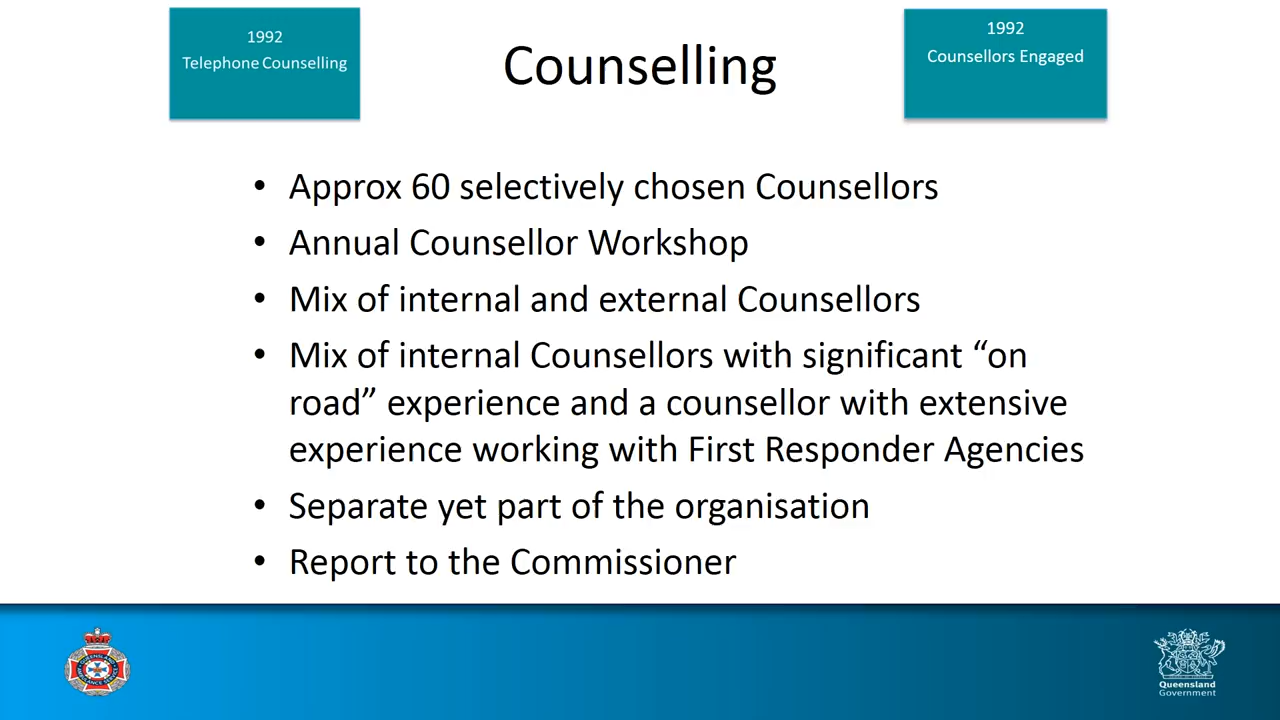 1992
Telephone Counselling
Counselling
1992
Counsellors Engaged
• Approx 60 selectively chosen Counsellors
• Annual Counsellor Workshop
• Mix of internal and external Counsellors
• Mix of internal Counsellors with significant “on
road” experience and a counsellor with extensive
experience working with First Responder Agencies
• Separate yet part of the organisation
• Report to the Commissioner
Queensland
Government